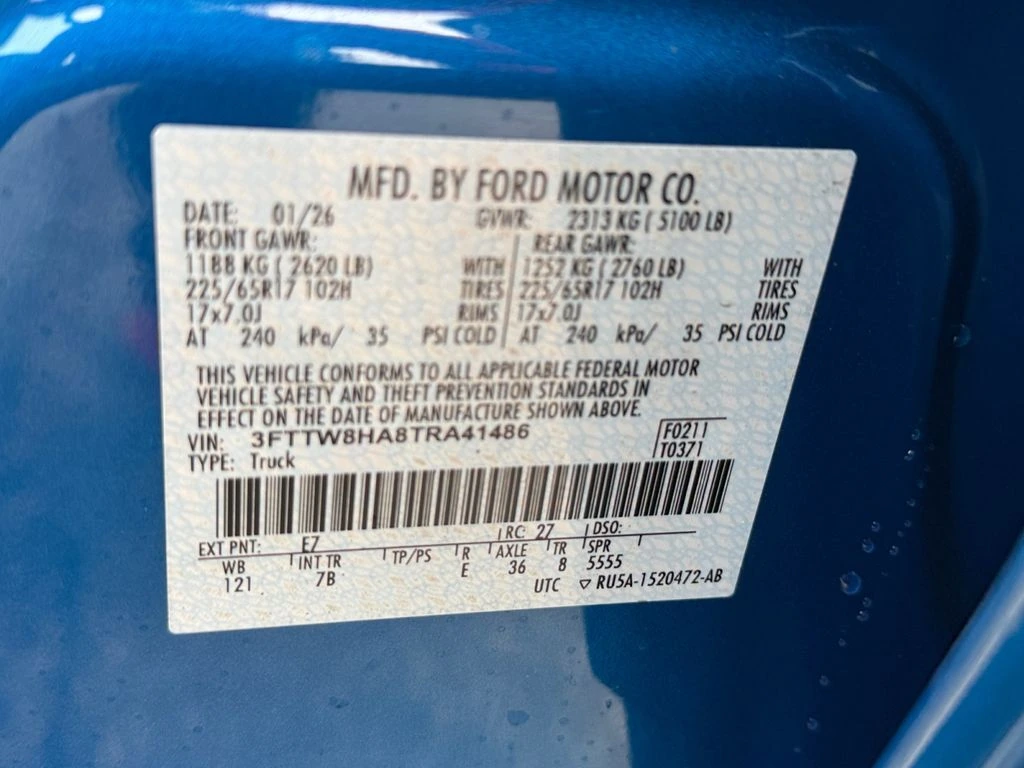 MFD. BY FORD MOTOR CO.
DATE: 01/26 GVWR: 2313 KG ( 5100 LB)
FRONT GAWR: REAR GAWR:
1188 KG ( 2620 LB) WITH 1252 KG ( 2760 LB) WITH
225/65R17 102H TIRES 225/65R17 102H TIRES
17x7.0J RIMS 17x7.0J RIMS
AT 240 kPa/ 35 PSI COLD AT 240 kPa/ 35 PSI COLD
THIS VEHICLE CONFORMS TO ALL APPLICABLE FEDERAL MOTOR
VEHICLE SAFETY AND THEFT PREVENTION STANDARDS IN
EFFECT ON THE DATE OF MANUFACTURE SHOWN ABOVE.
VIN: 3FTTW8HA8TRA41486 F0211
TYPE: Truck T0371
EXT PNT: E7 RC: 27 DSO:
WB INT TR TP/PS R AXLE TR SPR
121 7B E 36 8 5555
UTC ▽ RU5A-1520472-AB